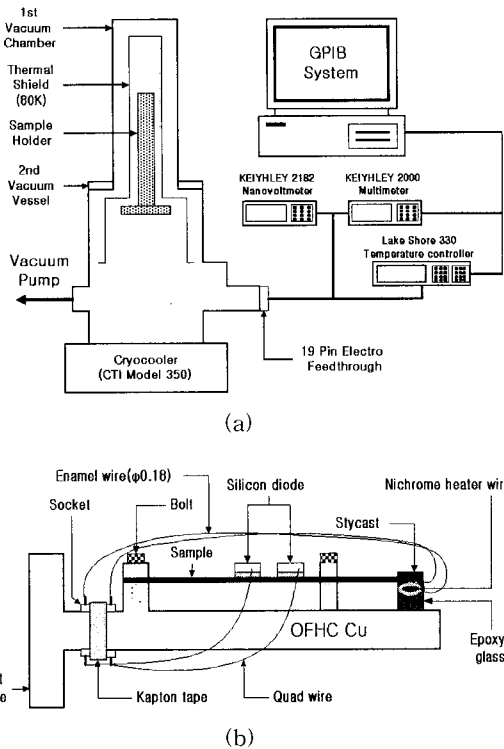 1st
Vacuum
Chamber
Thermal
Shield
(80K)
Sample
Holder
2nd
Vacuum
Vessel
Vacuum
Pump
GPIB
System
KEIYHLEY 2182
Nanovoltmeter
KEIYHLEY 2000
Multimeter
Lake Shore 330
Temperature controller
19 Pin Electro
Feedthrough
Cryocooler
(CTI Model 350)
(a)
Enamel wire(φ0.18)
Silicon diode
Nichrome heater wir
Socket
Bolt
Stycast
Sample
OFHC Cu
Epoxy
glass
t
e
Kapton tape
Quad wire
(b)